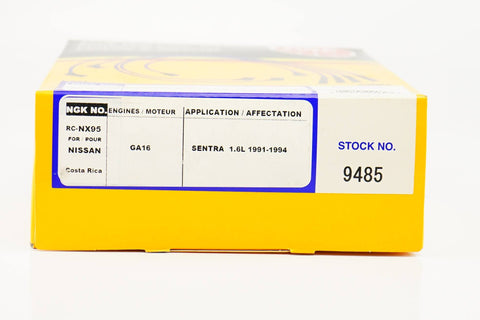 NGK NO. ENGINES / MOTEUR APPLICATION / AFFECTATION
RC-NX95
FOR / POUR
NISSAN GA16 SENTRA 1.6L 1991-1994
Costa Rica
STOCK NO.
9485